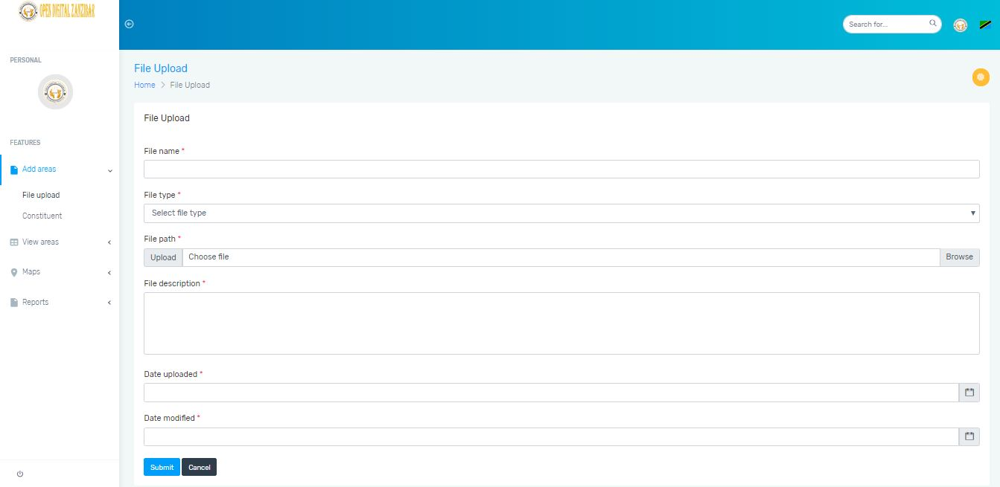 OPEN DIGITAL ZANZIBAR
Search for...
PERSONAL
FEATURES
Add areas
File upload
Constituent
View areas
Maps
Reports
File Upload
Home > File Upload
File Upload
File name *
File type *
Select file type
File path *
Upload Choose file Browse
File description *
Date uploaded *
Date modified *
Submit Cancel